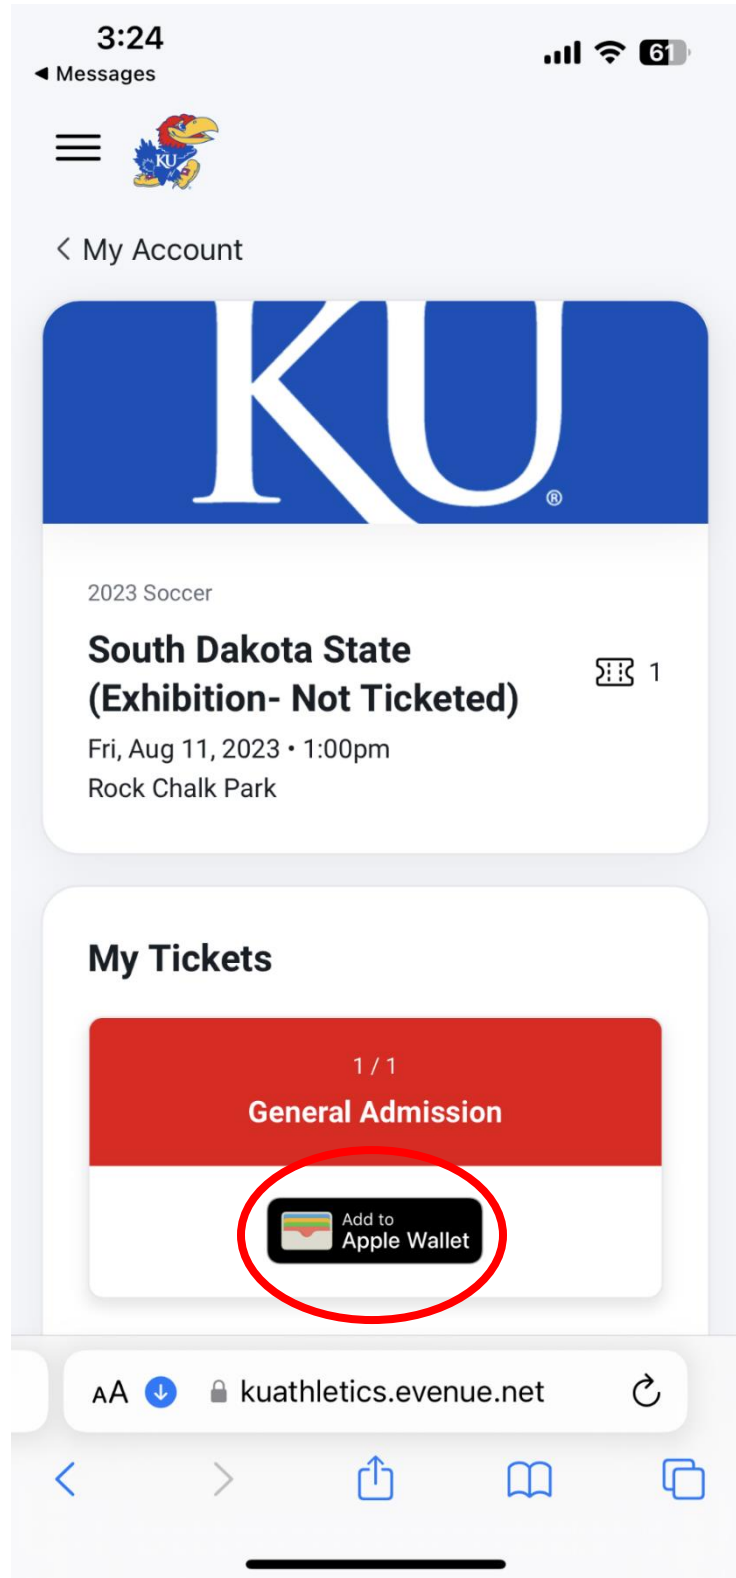 3:24
61
◀ Messages
KU
< My Account
KU®
2023 Soccer
South Dakota State
(Exhibition- Not Ticketed)
1
Fri, Aug 11, 2023 • 1:00pm
Rock Chalk Park
My Tickets
1 / 1
General Admission
Add to
Apple Wallet
AA
kuathletics.evenue.net